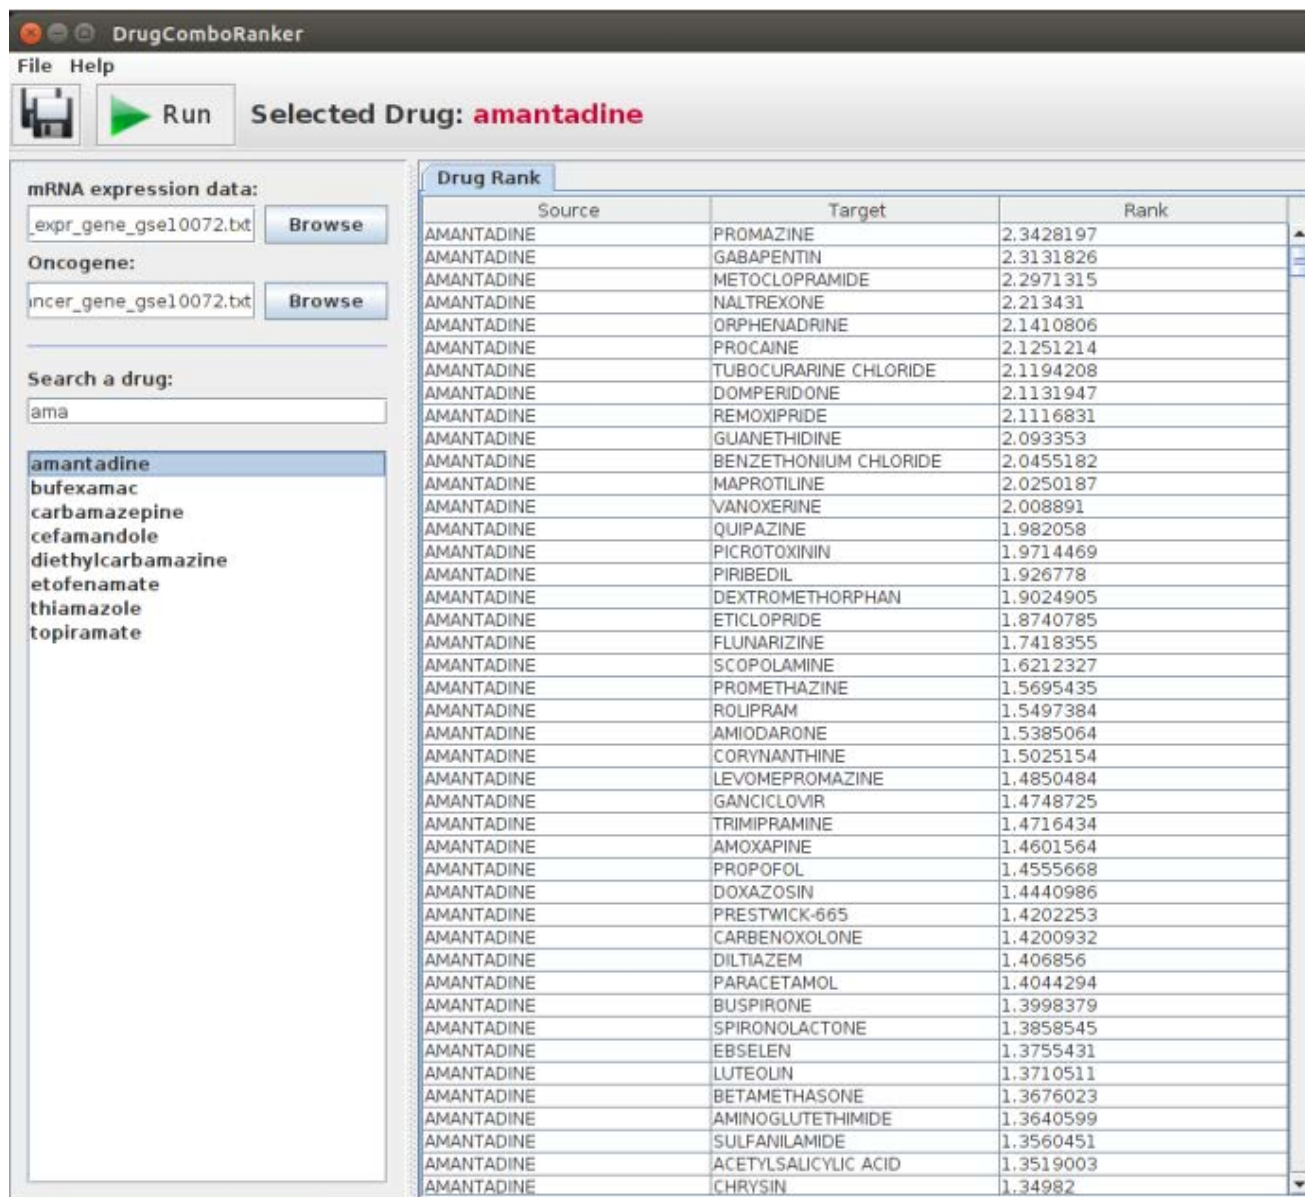 DrugComboRanker
File Help
Run Selected Drug: amantadine
mRNA expression data:
_expr_gene_gse10072.txt Browse
Oncogene:
ncer_gene_gse10072.txt Browse
Search a drug:
ama
amantadine
bufexamac
carbamazepine
cefamandole
diethylcarbamazine
etofenamate
thiamazole
topiramate
Drug Rank
Source Target Rank
AMANTADINE PROMAZINE 2.3428197
AMANTADINE GABAPENTIN 2.3131826
AMANTADINE METOCLOPRAMIDE 2.2971315
AMANTADINE NALTREXONE 2.213431
AMANTADINE ORPHENADRINE 2.1410806
AMANTADINE PROCAINE 2.1251214
AMANTADINE TUBOCURARINE CHLORIDE 2.1194208
AMANTADINE DOMPERIDONE 2.1131947
AMANTADINE REMOXIPRIDE 2.1116831
AMANTADINE GUANETHIDINE 2.093353
AMANTADINE BENZETHONIUM CHLORIDE 2.0455182
AMANTADINE MAPROTILINE 2.0250187
AMANTADINE VANOXERINE 2.008891
AMANTADINE QUIPAZINE 1.982058
AMANTADINE PICROTOXININ 1.9714469
AMANTADINE PIRIBEDIL 1.926778
AMANTADINE DEXTROMETHORPHAN 1.9024905
AMANTADINE ETICLOPRIDE 1.8740785
AMANTADINE FLUNARIZINE 1.7418355
AMANTADINE SCOPOLAMINE 1.6212327
AMANTADINE PROMETHAZINE 1.5695435
AMANTADINE ROLIPRAM 1.5497384
AMANTADINE AMIODARONE 1.5385064
AMANTADINE CORYNANTHINE 1.5025154
AMANTADINE LEVOMEPROMAZINE 1.4850484
AMANTADINE GANCICLOVIR 1.4748725
AMANTADINE TRIMIPRAMINE 1.4716434
AMANTADINE AMOXAPINE 1.4601564
AMANTADINE PROPOFOL 1.4555668
AMANTADINE DOXAZOSIN 1.4440986
AMANTADINE PRESTWICK-665 1.4202253
AMANTADINE CARBENOXOLONE 1.4200932
AMANTADINE DILTIAZEM 1.406856
AMANTADINE PARACETAMOL 1.4044294
AMANTADINE BUSPIRONE 1.3998379
AMANTADINE SPIRONOLACTONE 1.3858545
AMANTADINE EBSELEN 1.3755431
AMANTADINE LUTEOLIN 1.3710511
AMANTADINE BETAMETHASONE 1.3676023
AMANTADINE AMINOGLUTETHIMIDE 1.3640599
AMANTADINE SULFANILAMIDE 1.3560451
AMANTADINE ACETYLSALICYLIC ACID 1.3519003
AMANTADINE CHRYSIN 1.34982